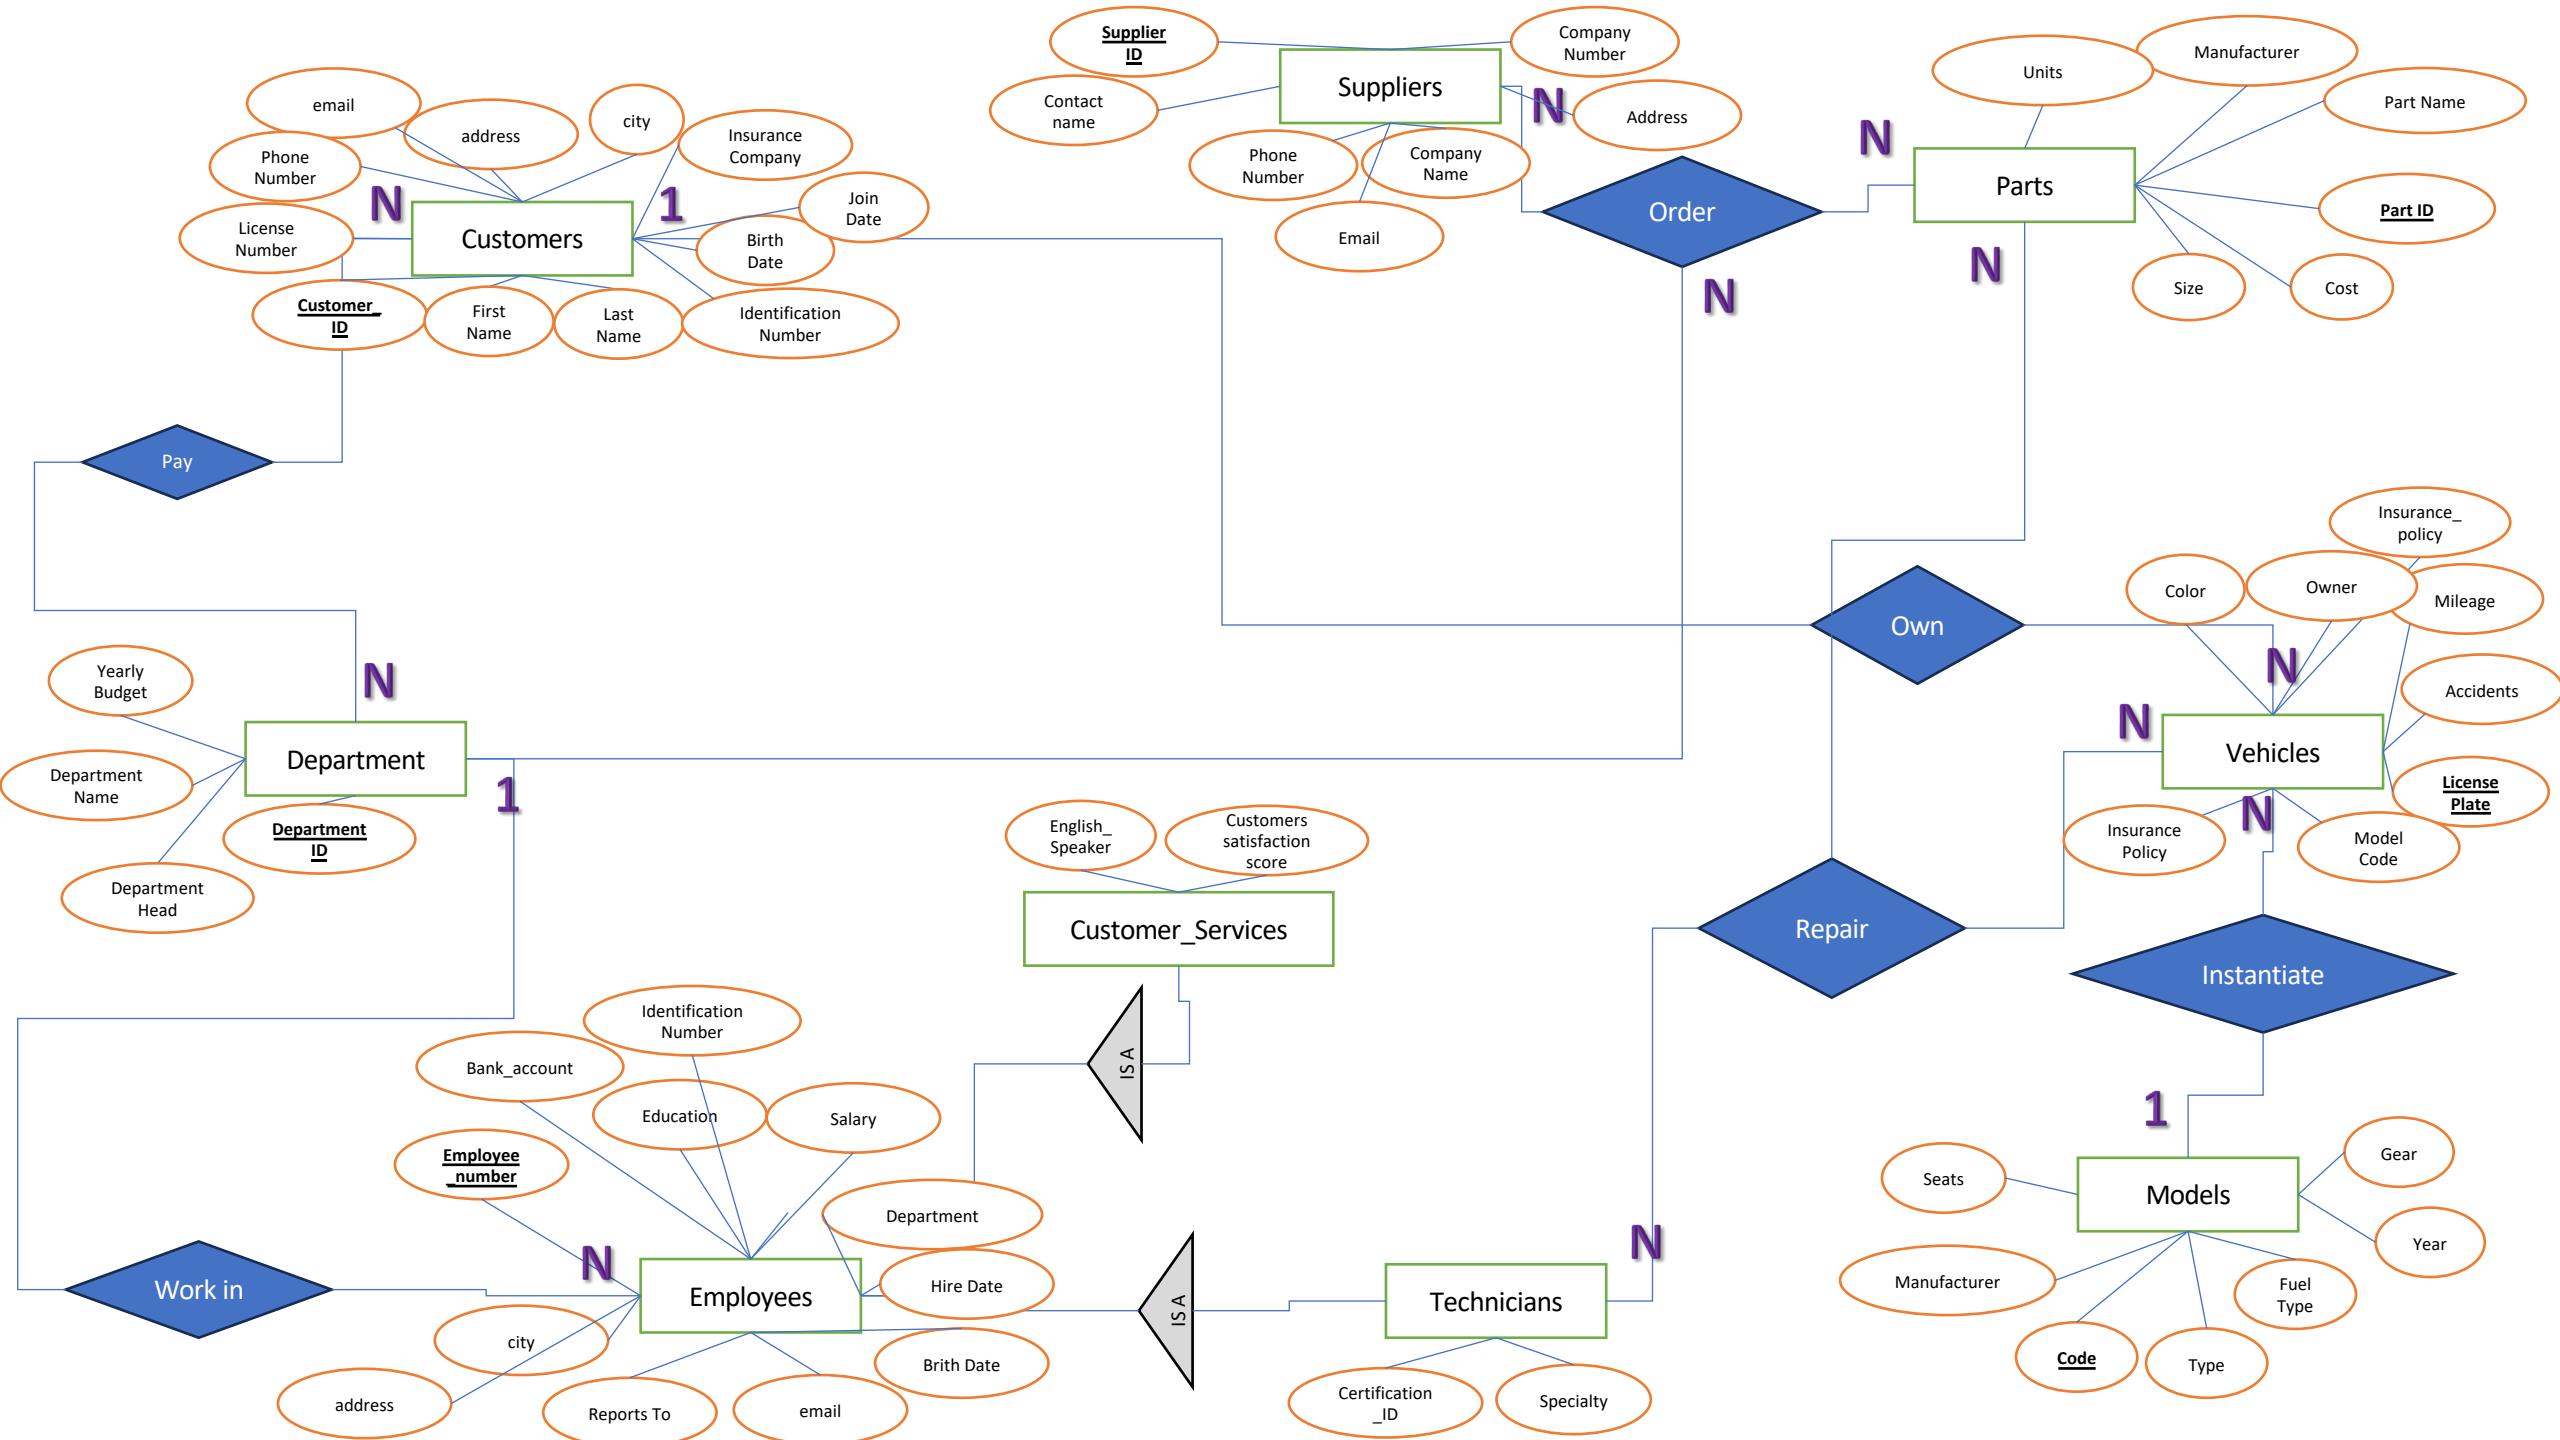 Supplier
ID
Company
Number
Suppliers
Contact
name
Address
Phone
Number
Company
Name
Email
N
Order
N
N
Units
Manufacturer
Part Name
Parts
Part ID
Size
Cost
N
email
address
city
Insurance
Company
Phone
Number
Join
Date
N
1
License
Number
Customers
Birth
Date
Customer_
ID
First
Name
Last
Name
Identification
Number
Pay
Own
Insurance_
policy
Color
Owner
Mileage
N
Accidents
N
Vehicles
License
Plate
Insurance
Policy
N
Model
Code
Yearly
Budget
N
Department
Department
Name
1
Department
ID
Department
Head
English_
Speaker
Customers
satisfaction
score
Customer_Services
Repair
Instantiate
IS A
Identification
Number
Bank_account
Education
Salary
Employee
_number
Department
N
Work in
Employees
Hire Date
IS A
Technicians
N
city
Brith Date
address
Reports To
email
Certification
_ID
Specialty
1
Seats
Models
Gear
Year
Manufacturer
Fuel
Type
Code
Type